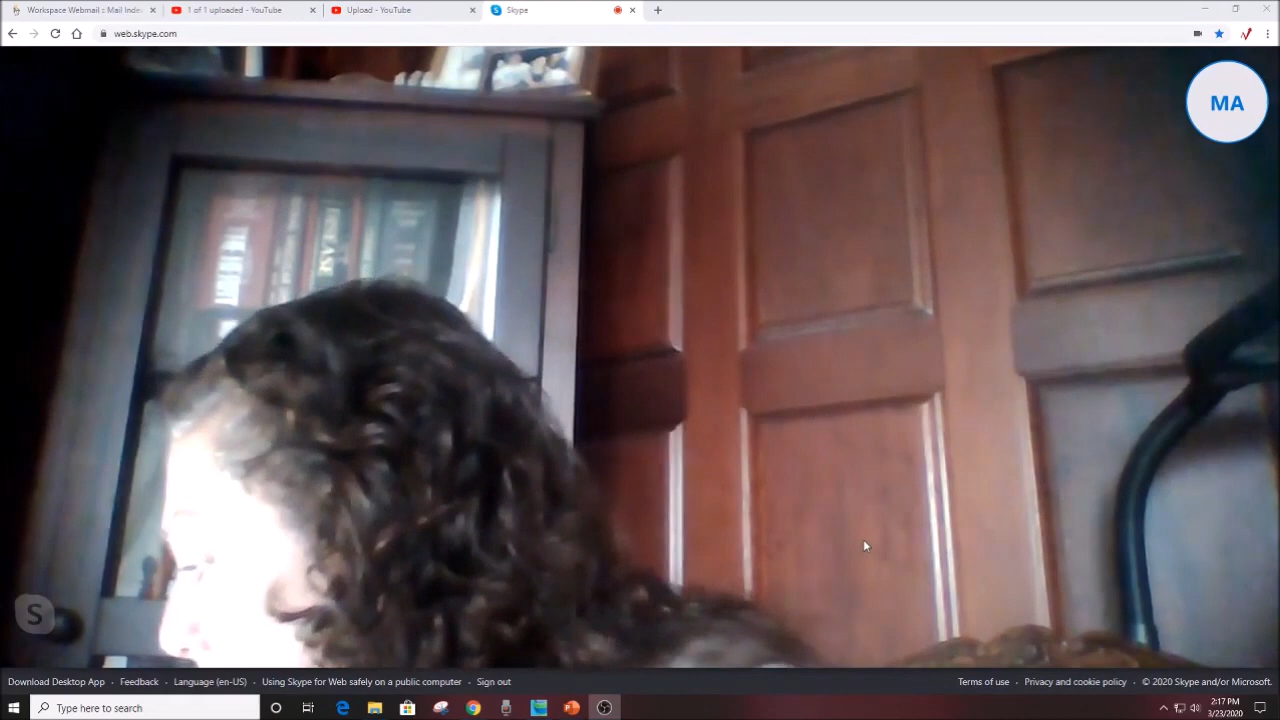 Workspace Webmail :: Mail Inde
1 of 1 uploaded - YouTube
Upload - YouTube
Skype
web.skype.com
MA
S
Download Desktop App · Feedback · Language (en-US) · Using Skype for Web safely on a public computer · Sign out
Terms of use · Privacy and cookie policy · © 2020 Skype and/or Microsoft.
Type here to search
2:17 PM
3/23/2020